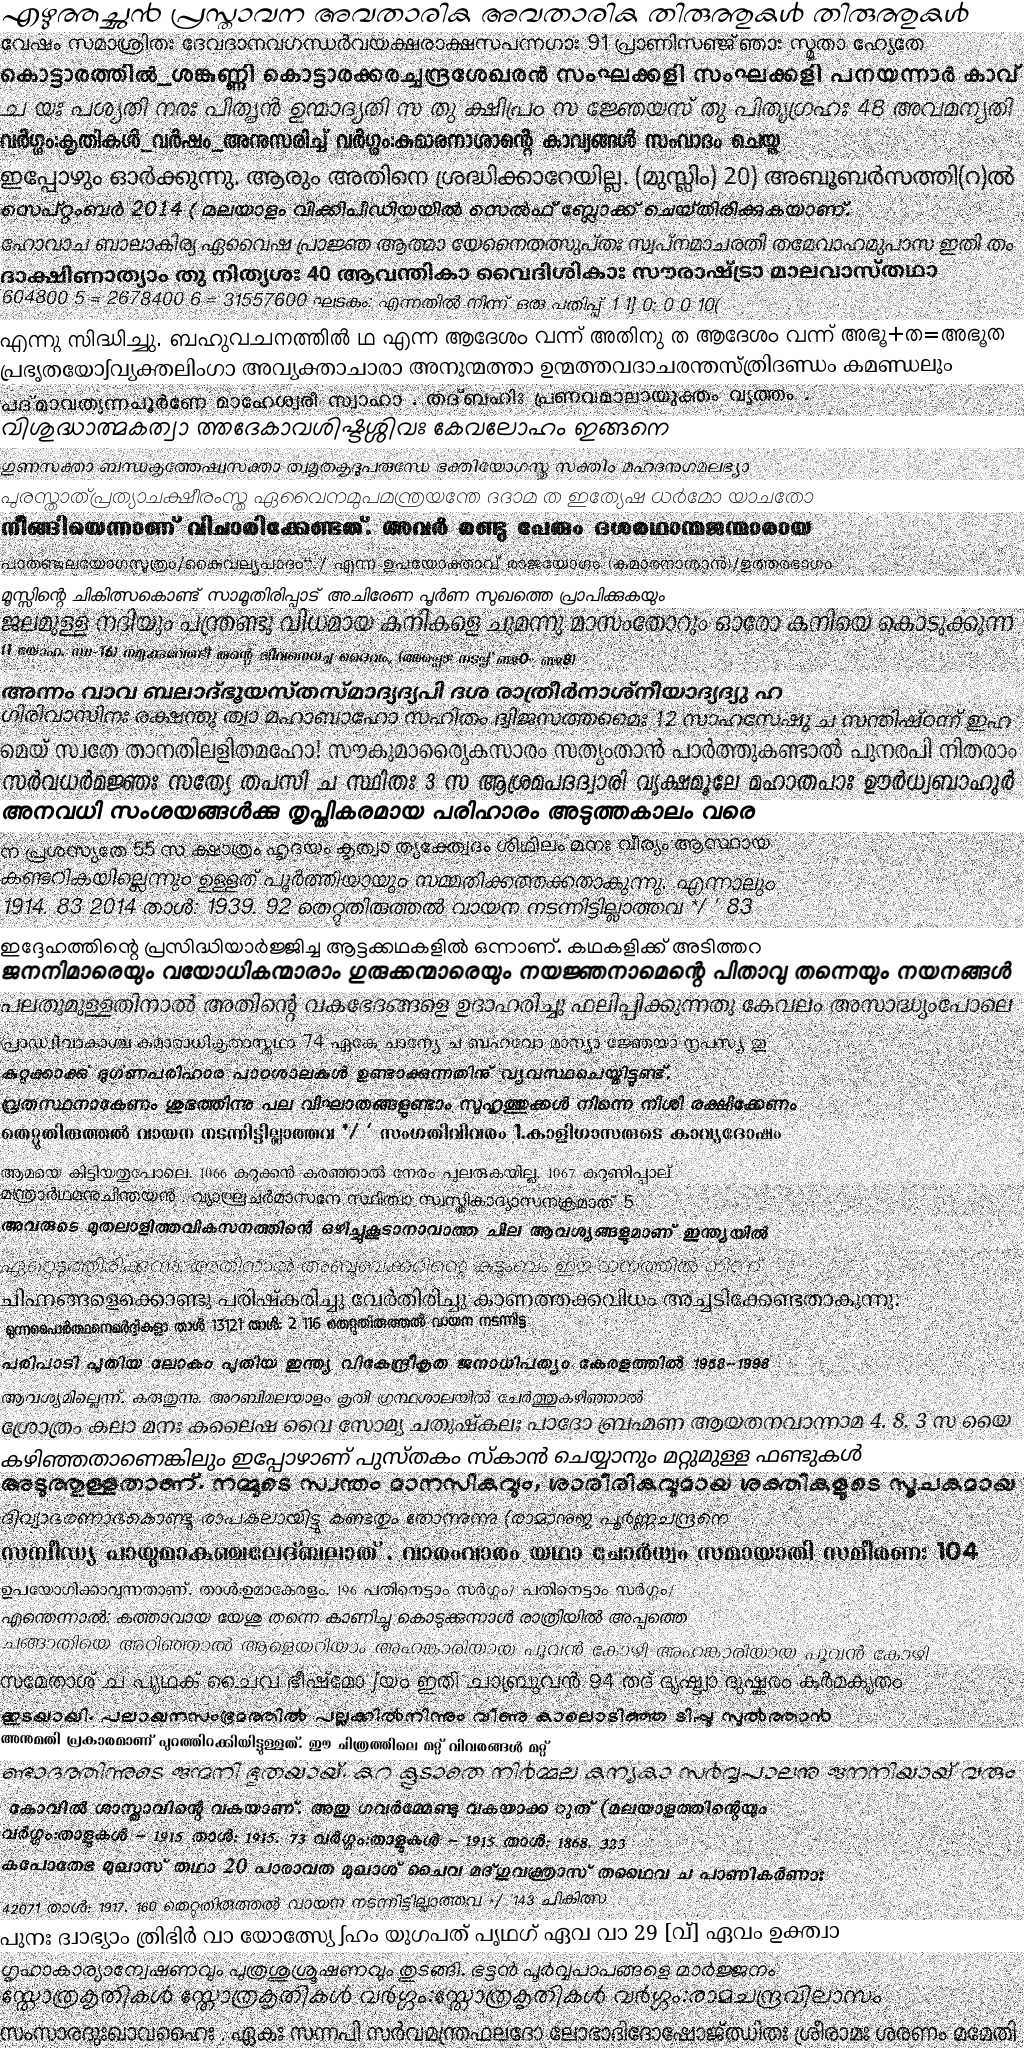 എഴുത്തച്ഛൻ പ്രസ്താവന അവതാരിക അവതാരിക തിരുത്തുകൾ തിരുത്തുകൾ
വേഷം സമാശ്രിതഃ ദേവദാനവഗന്ധർവയക്ഷരാക്ഷസപന്നഗാഃ 91 പ്രാണിസഞ്ജ്ഞാഃ സ്മൃതാ ഹ്യേതേ
കൊട്ടാരത്തിൽ_ശങ്കുണ്ണി കൊട്ടാരക്കരച്ചന്ദ്രശേഖരൻ സംഘക്കളി സംഘക്കളി പനയന്നാർ കാവ്
ച യഃ പശ്യതി നരഃ പിതൄൻ ഉന്മാദ്യതി സ തു ക്ഷിപ്രം സ ജ്ഞേയസ് തു പിതൃഗ്രഹഃ 48 അവമന്യതി
വർഗ്ഗം:കൃതികൾ_വർഷം_അനുസരിച്ച് വർഗ്ഗം:കുമാരനാശാന്റെ കാവ്യങ്ങൾ സംവാദം ചെയ്തു
ഇപ്പോഴും ഓർക്കുന്നു. ആരും അതിനെ ശ്രദ്ധിക്കാറേയില്ല. (മുസ്ലിം) 20) അബൂബർസത്തി(റ)ൽ
സെപ്റ്റംബർ 2014 ( മലയാളം വിക്കിപീഡിയയിൽ സെൽഫ് ബ്ലോക്ക് ചെയ്തിരിക്കുകയാണ്.
ഹോവാച ബാലാകിര്യ ഏവൈഷ പ്രാജ്ഞ ആത്മാ യേനൈതത്സുപ്തഃ സ്വപ്നമാചരതി തമേവാഹമുപാസ ഇതി തം
ദാക്ഷിണാത്യാം തു നിത്യശഃ 40 ആവന്തികാ വൈദിശികാഃ സൗരാഷ്ട്രാ മാലവാസ്തഥാ
604800 5 = 2678400 6 = 31557600 ഘടകം: എന്നതിൽ നിന്ന് ഒരു പതിപ്പ് 1 1] 0; 0 0 10(
എന്നു സിദ്ധിച്ചു. ബഹുവചനത്തിൽ ഥ എന്ന ആദേശം വന്ന് അതിനു ത ആദേശം വന്ന് അഭൂ+ത=അഭൂത
പ്രഭൃതയോഽവ്യക്തലിംഗാ അവ്യക്താചാരാ അനുന്മത്താ ഉന്മത്തവദാചരന്തസ്ത്രിദണ്ഡം കമണ്ഡലും
പദ്മാവത്യന്നപൂർണേ മാഹേശ്വരി സ്വാഹാ . തദ്ബഹിഃ പ്രണവമാലായുക്തം വൃത്തം .
വിശുദ്ധാത്മകത്വാ ത്തദേകാവശിഷ്ടശ്ശിവഃ കേവലോഹം ഇങ്ങനെ
ഗുണസക്താ ബന്ധകൃത്തേഷ്വസക്താ ത്വമൃതകൃദുപരുന്ധേ ഭക്തിയോഗസ്തു സക്തിം മഹദനുഗമലഭ്യാ
പുരസ്താത്പ്രത്യാചക്ഷീരംസ്ത ഏവൈനമുപമന്ത്രയന്തേ ദദാമ ത ഇത്യേഷ ധർമോ യാചതോ
നീങ്ങിയെന്നാണ് വിചാരിക്കേണ്ടത്. അവർ രണ്ടു പേരും ദശരഥാന്മജന്മാരായ
പാതഞ്ജലയോഗസൂത്രം/കൈവല്യപാദം"../ എന്ന ഉപയോക്താവ് രാജയോഗം (കുമാരനാശാൻ)/ഉത്തരഭാഗം
മൂസ്സിന്റെ ചികിത്സകൊണ്ട് സാമൂതിരിപ്പാട് അചിരേണ പൂർണ സുഖത്തെ പ്രാപിക്കുകയും
ജലമുള്ള നദിയും പന്ത്രണ്ടു വിധമായ കനികളെ ചുമന്നു മാസംതോറും ഓരോ കനിയെ കൊടുക്കുന്ന
അന്നം വാവ ബലാദ്ഭൂയസ്തസ്മാദ്യദ്യപി ദശ രാത്രീർനാശ്നീയാദ്യദ്യു ഹ
ഗിരിവാസിനഃ രക്ഷന്തു ത്വാ മഹാബാഹോ സഹിതം ദ്വിജസത്തമൈഃ 12 സാഹസേഷു ച സന്തിഷ്ഠന്ന് ഇഹ
മെയ് സ്വതേ താനതിലളിതമഹോ! സൗകുമാര്യൈകസാരം സത്യംതാൻ പാർത്തുകണ്ടാൽ പുനരപി നിതരാം
സർവധർമജ്ഞഃ സത്യേ തപസി ച സ്ഥിതഃ 3 സ ആശ്രമപദദ്വാരി വൃക്ഷമൂലേ മഹാതപാഃ ഊർധ്വബാഹുർ
അനവധി സംശയങ്ങൾക്കു തൃപ്തികരമായ പരിഹാരം അടുത്തകാലം വരെ
ന പ്രശസ്യതേ 55 സ ക്ഷാത്രം ഹൃദയം കൃത്വാ ത്യക്ത്വേദം ശിഥിലം മനഃ വീര്യം ആസ്ഥായ
കണ്ടറികയില്ലെന്നും ഉള്ളത് പൂർത്തിയായും സമ്മതിക്കത്തക്കതാകുന്നു. എന്നാലും
1914. 83 2014 താൾ: 1939. 92 തെറ്റുതിരുത്തൽ വായന നടന്നിട്ടില്ലാത്തവ */ ' 83
ഇദ്ദേഹത്തിന്റെ പ്രസിദ്ധിയാർജ്ജിച്ച ആട്ടക്കഥകളിൽ ഒന്നാണ്. കഥകളിക്ക് അടിത്തറ
ജനനിമാരെയും വയോധികന്മാരാം ഗുരുക്കന്മാരെയും നയജ്ഞനാമെന്റെ പിതാവു തന്നെയും നയനങ്ങൾ
പലതുമുള്ളതിനാൽ അതിന്റെ വകഭേദങ്ങളെ ഉദാഹരിച്ചു ഫലിപ്പിക്കുന്നതു കേവലം അസാദ്ധ്യംപോലെ
പ്രാഡ്വിവാകാശ്ച കുമാരാധികൃതാസ്തഥാ 74 ഏകേ ചാന്യേ ച ബഹവോ മാന്യാ ജ്ഞേയാ നൃപസ്യ തു
കുറ്റക്കാക്കു ദുർഗുണപരിഹാര പാഠശാലകൾ ഉണ്ടാക്കുന്നതിനു് വ്യവസ്ഥചെയ്തിട്ടുണ്ട്.
വ്രതസ്ഥനാകേണം ശുഭത്തിനു പല വിഘാതങ്ങളുണ്ടാം സുഹൃത്തുക്കൾ നിന്നെ നിശി രക്ഷിക്കേണം
തെറ്റുതിരുത്തൽ വായന നടന്നിട്ടില്ലാത്തവ */ ' സംഗതിവിവരം 1.കാളിഗാസരുടെ കാവ്യദോഷം
ആമയെ കിട്ടിയതുപോലെ. 1066 കുറുക്കൻ കരഞ്ഞാൽ നേരം പുലരുകയില്ല. 1067 കറുണിപ്പാല്
മന്ത്രാർഥമനുചിന്തയൻ . വ്യാഘ്രചർമാസനേ സ്ഥിത്വാ സ്വസ്തികാദ്യാസനക്രമാത് 5
അവരുടെ മുതലാളിത്തവികസനത്തിൻെ ഒഴിച്ചുകൂടാനാവാത്ത ചില ആവശ്യങ്ങളുമാണ് ഇന്ത്യയിൽ
ചിഹ്നങ്ങളെക്കൊണ്ടു പരിഷ്കരിച്ചു വേർതിരിച്ചു കാണത്തക്കവിധം അച്ചടിക്കേണ്ടതാകുന്നു:
താൾ 13121 താൾ: 2 116 തെറ്റുതിരുത്തൽ വായന നടന്നിട്ട
പരിപാടി പുതിയ ലോകം പുതിയ ഇന്ത്യ വികേന്ദ്രീകൃത ജനാധിപത്യം കേരളത്തിൽ 1958-1998
ആവശ്യമില്ലെന്ന്. കരുതുന്നു. അറബിമലയാളം കൃതി ഗ്രന്ഥശാലയിൽ ചേർത്തുകഴിഞ്ഞാൽ
ശ്രോത്രം കലാ മനഃ കലൈഷ വൈ സോമ്യ ചതുഷ്കലഃ പാദോ ബ്രഹ്മണ ആയതനവാന്നാമ 4. 8. 3 സ യൈ
കഴിഞ്ഞതാണെങ്കിലും ഇപ്പോഴാണ് പുസ്തകം സ്കാൻ ചെയ്യാനും മറ്റുമുള്ള ഫണ്ടുകൾ
അടുത്തുള്ളതാണ്. നമ്മുടെ സ്വന്തം മാനസികവും, ശാരീരികവുമായ ശക്തികളുടെ സൂചകമായ
ദിവ്യാഭരണാഭകൊണ്ടു രാപകലായിട്ടു കണ്ടതും തോന്നുന്നു (രാമാനുജ പൂർണ്ണചന്ദ്രനെ
സന്ധീന്ധ്യ വായുമാകുഞ്ചലേദ്ബലാത് . വാരംവാരം യഥാ ചോർദ്ധ്വം സമായാതി സമീരണഃ 104
ഉപയോഗിക്കാവുന്നതാണ്. താൾ:ഉമാകേരളം. 196 പതിനെട്ടാം സർഗ്ഗം/ പതിനെട്ടാം സർഗ്ഗം/
എന്തെന്നാൽ: കത്താവായ യേശു തന്നെ കാണിച്ചു കൊടുക്കുന്നാൾ രാത്രിയിൽ അപ്പത്തെ
ചങ്ങാതിയെ അറിഞ്ഞാൽ ആളെയറിയാം അഹങ്കാരിയായ പൂവൻ കോഴി അഹങ്കാരിയായ പൂവൻ കോഴി
സമേതാശ് ച പൃഥക് ചൈവ ഭീഷ്മോ ഽയം ഇതി ചാബ്രുവൻ 94 തദ് ദൃഷ്ട്വാ ദുഷ്കരം കർമകൃതം
ഇടയായി. പലായനസംഭ്രമത്തിൽ പല്ലക്കിൽനിന്നും വീണു കാലൊടിഞ്ഞ ടിപ്പു സുൽത്താൻ
അനുമതി പ്രകാരമാണ് പുറത്തിറക്കിയിട്ടുള്ളത്. ഈ ചിത്രത്തിലെ മറ്റ് വിവരങ്ങൾ മറ്റ്
ണ്ടാദരത്തിനുടെ ജന്മനി ഭൂതയായ്. കറ കൂടാതെ നിർമ്മല കന്യകാ സർവ്വപാലനു ജനനിയായ് വരും
കോവിൽ ശാസ്താവിന്റെ വകയാണ്. അതു ഗവർമ്മേണ്ടു വകയാക്ക റുത് (മലയാളത്തിന്റെയും
വർഗ്ഗം:താളുകൾ – 1915 താൾ: 1915. 73 വർഗ്ഗം:താളുകൾ – 1915 താൾ: 1868. 323
കപോതേഭ മുഖാസ് തഥാ 20 പാരാവത മുഖാശ് ചൈവ മദ്ഗുവക്ത്രാസ് തഥൈവ ച പാണികർണാഃ
42071 താൾ: 1917. 160 തെറ്റുതിരുത്തൽ വായന നടന്നിട്ടില്ലാത്തവ */ ' 143 ചികിത്സ
പുനഃ ദ്വാഭ്യാം ത്രിഭിർ വാ യോത്സ്യേ ഽഹം യുഗപത് പൃഥഗ് ഏവ വാ 29 [വ്] ഏവം ഉക്ത്വാ
ഗൃഹാകാര്യാന്വേഷണവും പുത്രശുശ്രൂഷണവും തുടങ്ങി. ഭട്ടൻ പൂർവ്വപാപങ്ങളെ മാർജ്ജനം
സ്തോത്രകൃതികൾ സ്തോത്രകൃതികൾ വർഗ്ഗം:സ്തോത്രകൃതികൾ വർഗ്ഗം:രാമചന്ദ്രവിലാസം
സംസാരദുഃഖാവഹൈഃ . ഏകഃ സന്നപി സർവമന്ത്രഫലദോ ലോഭാദിദോഷോജ്ഝിതഃ ശ്രീരാമഃ ശരണം മമേതി